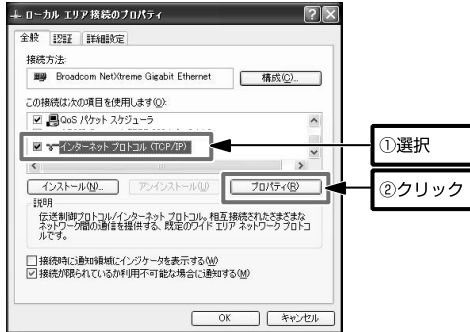 ローカル エリア接続のプロパティ
全般 認証 詳細設定
接続方法:
Broadcom NetXtreme Gigabit Ethernet 構成(C)...
この接続は次の項目を使用します(O):
QoS パケット スケジューラ
インターネット プロトコル (TCP/IP)
①選択
インストール(N)... アンインストール(U) プロパティ(R)
②クリック
説明
伝送制御プロトコル/インターネット プロトコル。相互接続されたさまざまな
ネットワーク間の通信を提供する、既定のワイド エリア ネットワーク プロトコ
ルです。
接続時に通知領域にインジケータを表示する(W)
接続が限られているか利用不可能な場合に通知する(M)
OK キャンセル